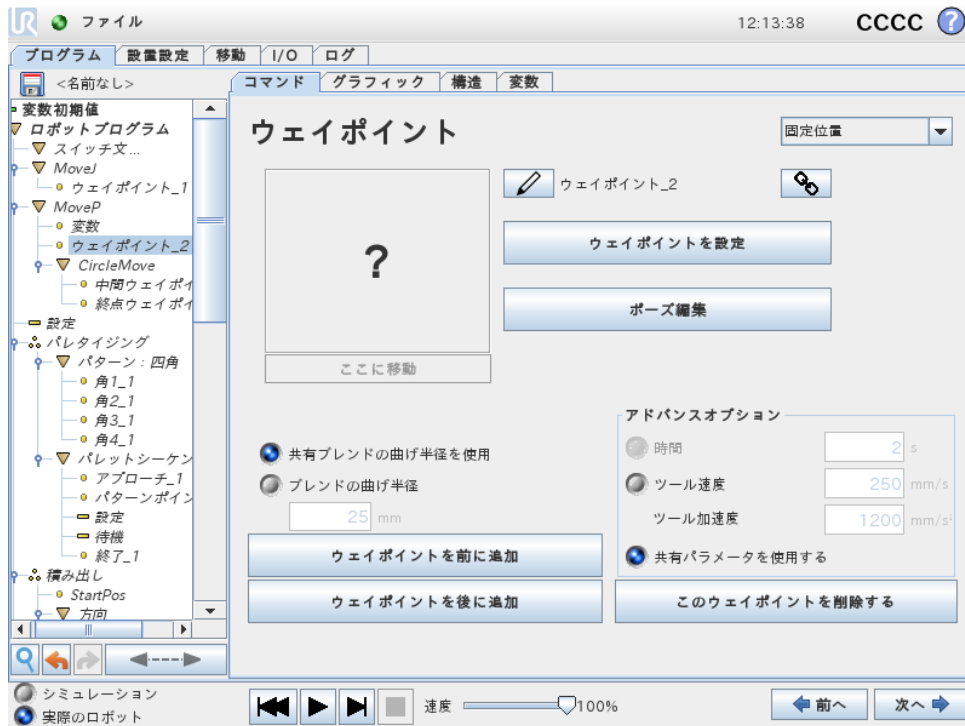 UR ファイル 12:13:38 CCCC ?
プログラム 設置設定 移動 I/O ログ
<名前なし>
コマンド グラフィック 構造 変数
変数初期値
ロボットプログラム
スイッチ文...
MoveJ
ウェイポイント_1
MoveP
変数
ウェイポイント_2
CircleMove
中間ウェイポイ
終点ウェイポイ
設定
パレタイジング
パターン：四角
角1_1
角2_1
角3_1
角4_1
パレットシーケン
アプローチ_1
パターンポイン
設定
待機
終了_1
積み出し
StartPos
方向
ウェイポイント
固定位置
?
ウェイポイント_2
ウェイポイントを設定
ポーズ編集
ここに移動
共有ブレンドの曲げ半径を使用
ブレンドの曲げ半径
25 mm
アドバンスオプション
時間 2 s
ツール速度 250 mm/s
ツール加速度 1200 mm/s²
共有パラメータを使用する
ウェイポイントを前に追加
ウェイポイントを後に追加
このウェイポイントを削除する
シミュレーション
実際のロボット
速度 100%
前へ 次へ